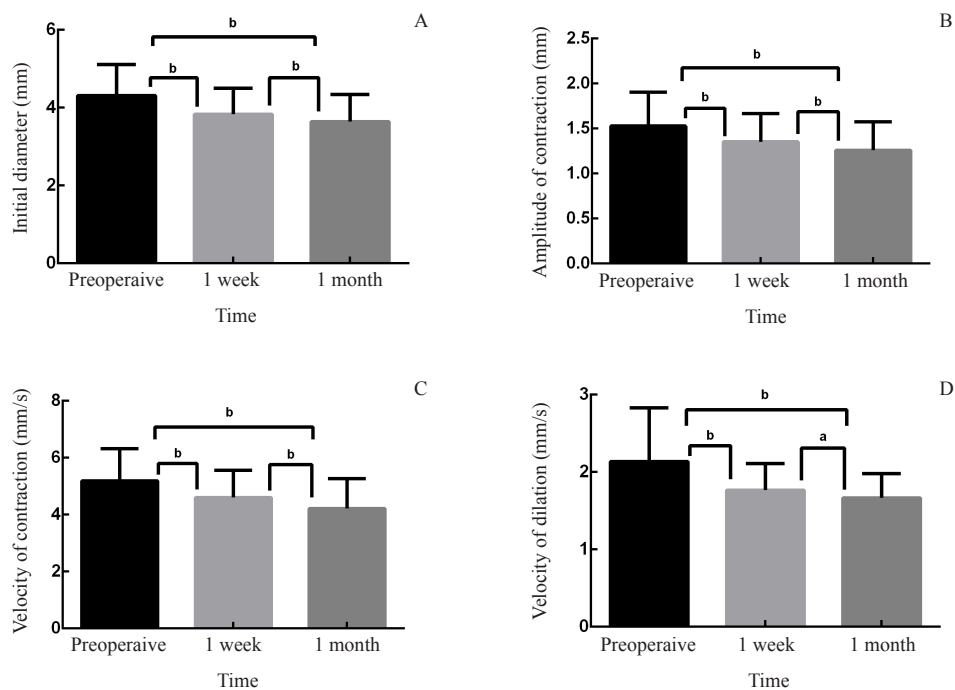 A
Initial diameter (mm)
6
4
2
0
b
b
b
Preoperaive 1 week 1 month
Time
B
Amplitude of contraction (mm)
2.5
2.0
1.5
1.0
0.5
0.0
b
b
b
Preoperaive 1 week 1 month
Time
C
Velocity of contraction (mm/s)
8
6
4
2
0
b
b
b
Preoperaive 1 week 1 month
Time
D
Velocity of dilation (mm/s)
3
2
1
0
b
b
a
Preoperaive 1 week 1 month
Time